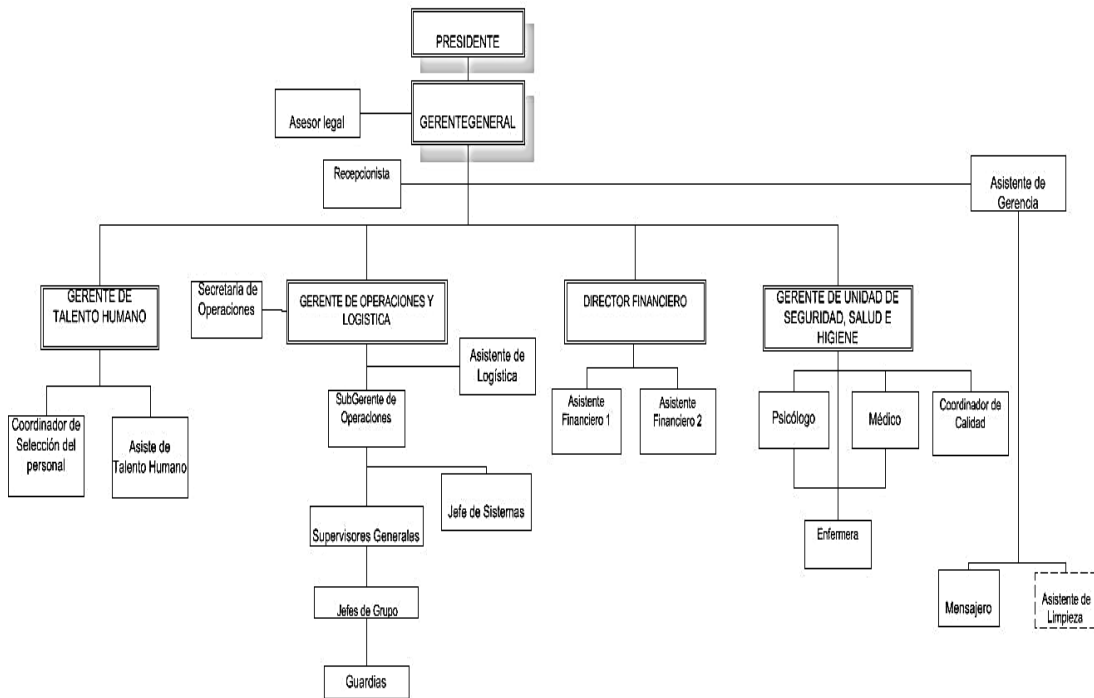 PRESIDENTE
Asesor legal
GERENTEGENERAL
Recepcionista
Asistente de
Gerencia
GERENTE DE
TALENTO HUMANO
Secretaria de
Operaciones
GERENTE DE OPERACIONES Y
LOGISTICA
DIRECTOR FINANCIERO
GERENTE DE UNIDAD DE
SEGURIDAD, SALUD E
HIGIENE
Asistente de
Logística
Coordinador de
Selección del
personal
Asiste de
Talento Humano
SubGerente de
Operaciones
Asistente
Financiero 1
Asistente
Financiero 2
Psicólogo
Médico
Coordinador de
Calidad
Jefe de Sistemas
Supervisores Generales
Enfermera
Jefes de Grupo
Mensajero
Asistente de
Limpieza
Guardias